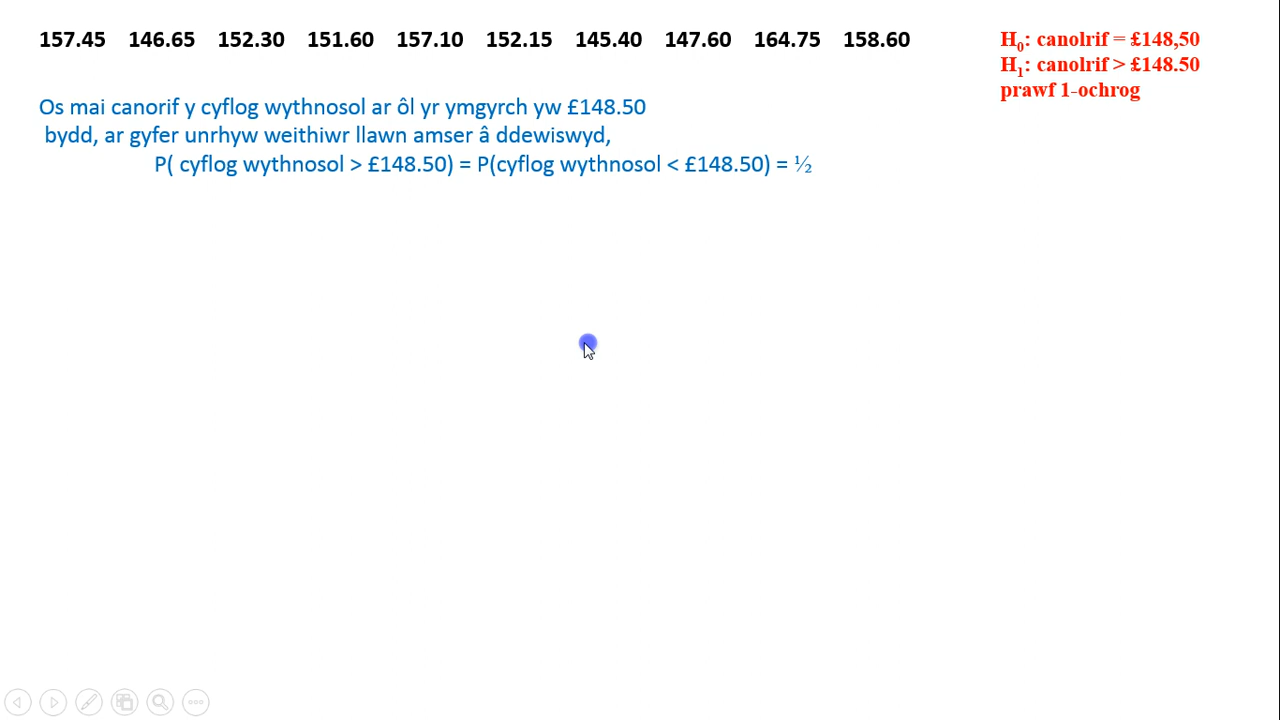 157.45 146.65 152.30 151.60 157.10 152.15 145.40 147.60 164.75 158.60
H₀: canolrif = £148,50
H₁: canolrif > £148.50
prawf 1-ochrog
Os mai canorif y cyflog wythnosol ar ôl yr ymgyrch yw £148.50
bydd, ar gyfer unrhyw weithiwr llawn amser â ddewiswyd,
P( cyflog wythnosol > £148.50) = P(cyflog wythnosol < £148.50) = ½